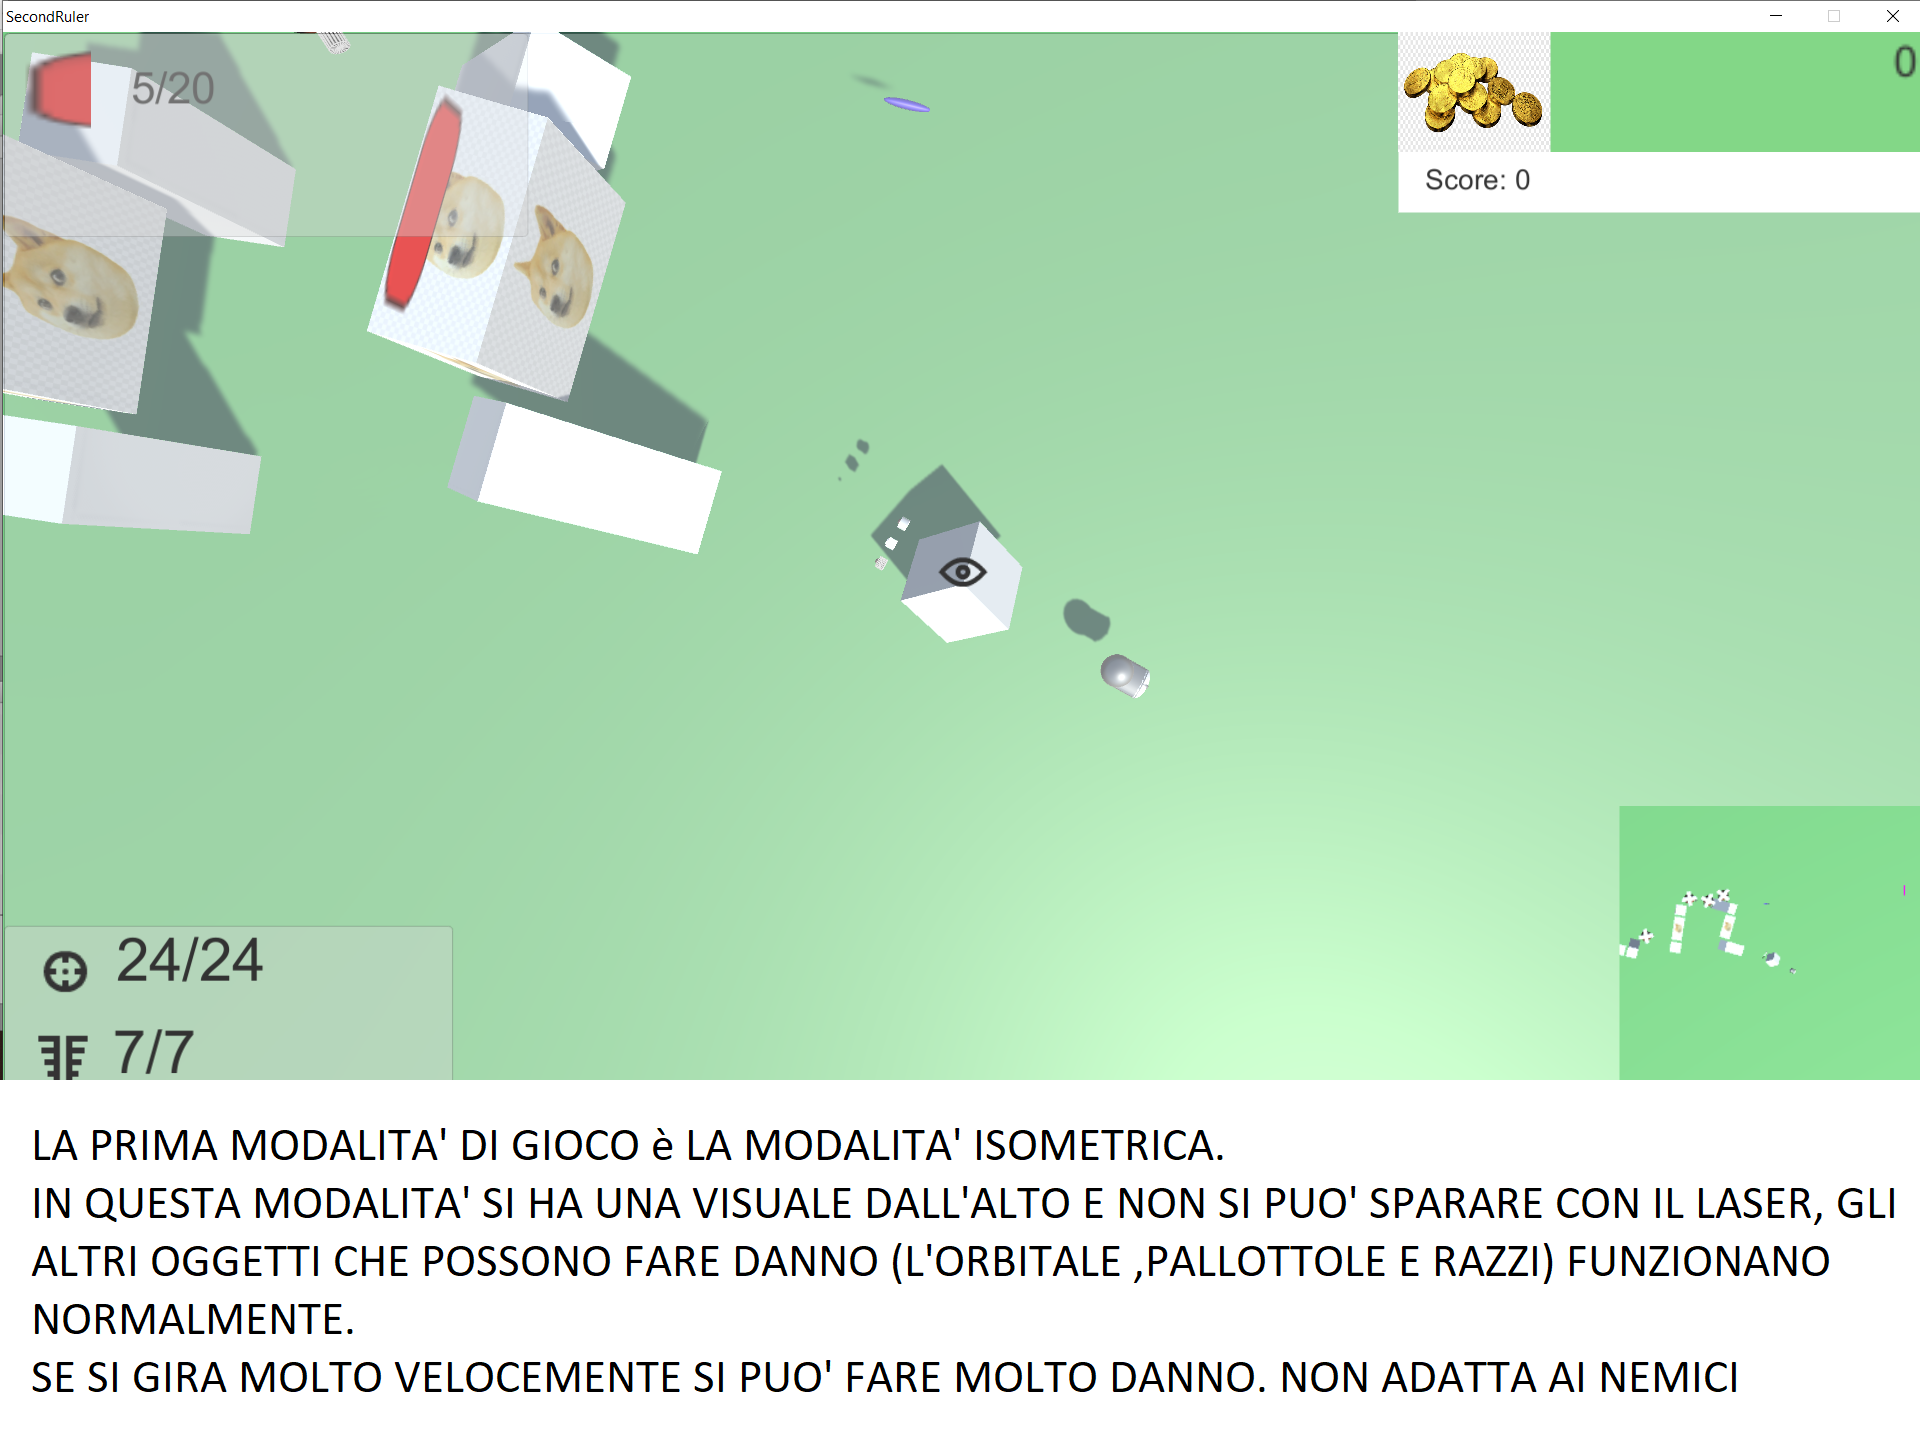 SecondRuler
5/20
0
Score: 0
24/24
7/7
LA PRIMA MODALITA' DI GIOCO è LA MODALITA' ISOMETRICA.
IN QUESTA MODALITA' SI HA UNA VISUALE DALL'ALTO E NON SI PUO' SPARARE CON IL LASER, GLI
ALTRI OGGETTI CHE POSSONO FARE DANNO (L'ORBITALE ,PALLOTTOLE E RAZZI) FUNZIONANO
NORMALMENTE.
SE SI GIRA MOLTO VELOCEMENTE SI PUO' FARE MOLTO DANNO. NON ADATTA AI NEMICI